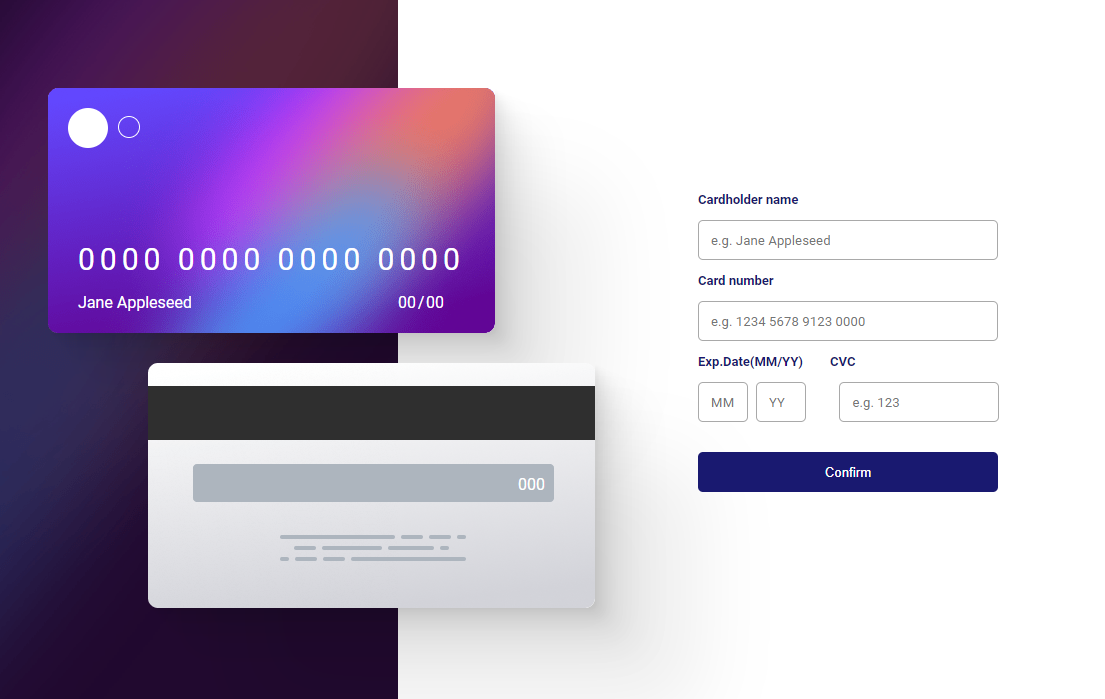 0000 0000 0000 0000
Jane Appleseed 00/00
000
Cardholder name
e.g. Jane Appleseed
Card number
e.g. 1234 5678 9123 0000
Exp.Date(MM/YY) CVC
MM YY e.g. 123
Confirm